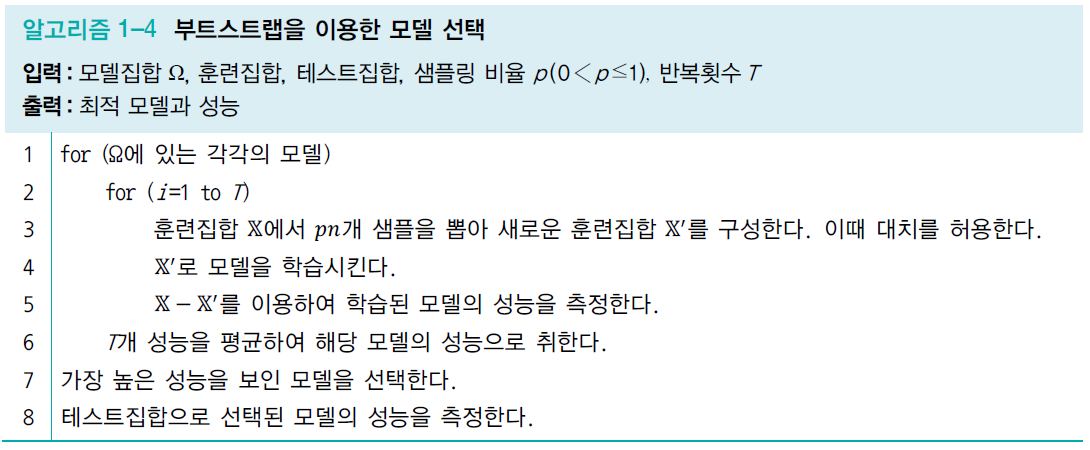 알고리즘 1-4 부트스트랩을 이용한 모델 선택
입력: 모델집합 Ω, 훈련집합, 테스트집합, 샘플링 비율 p(0<p≤1), 반복횟수 T
출력: 최적 모델과 성능
1 for (Ω에 있는 각각의 모델)
2 for (i=1 to T)
3 훈련집합 𝕏에서 pn개 샘플을 뽑아 새로운 훈련집합 𝕏′를 구성한다. 이때 대치를 허용한다.
4 𝕏′로 모델을 학습시킨다.
5 𝕏 − 𝕏′를 이용하여 학습된 모델의 성능을 측정한다.
6 T개 성능을 평균하여 해당 모델의 성능으로 취한다.
7 가장 높은 성능을 보인 모델을 선택한다.
8 테스트집합으로 선택된 모델의 성능을 측정한다.